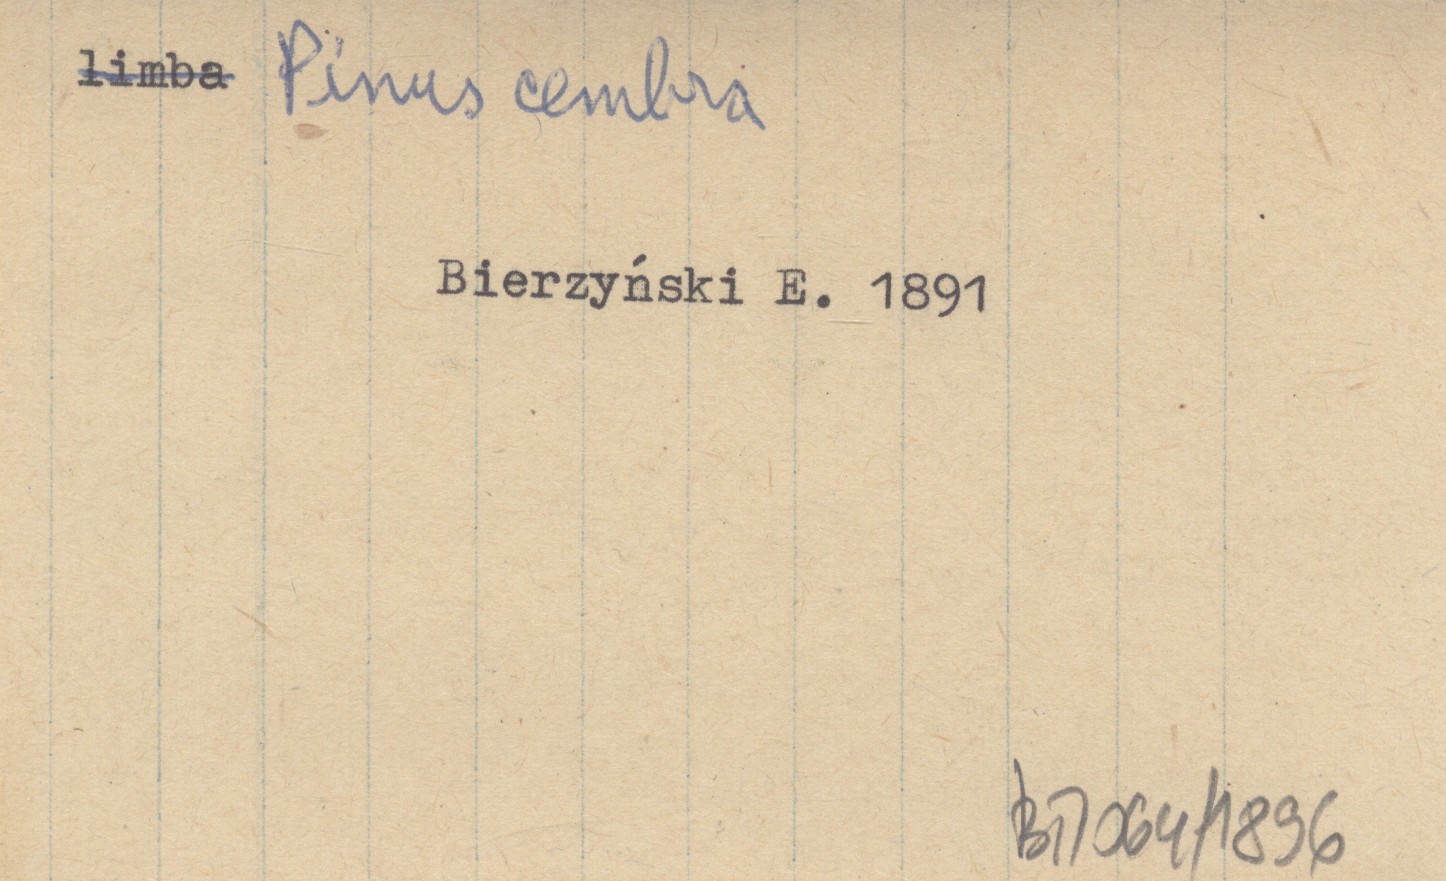 limba Pinus cembra
Bierzyński E. 1891
B17064/1896